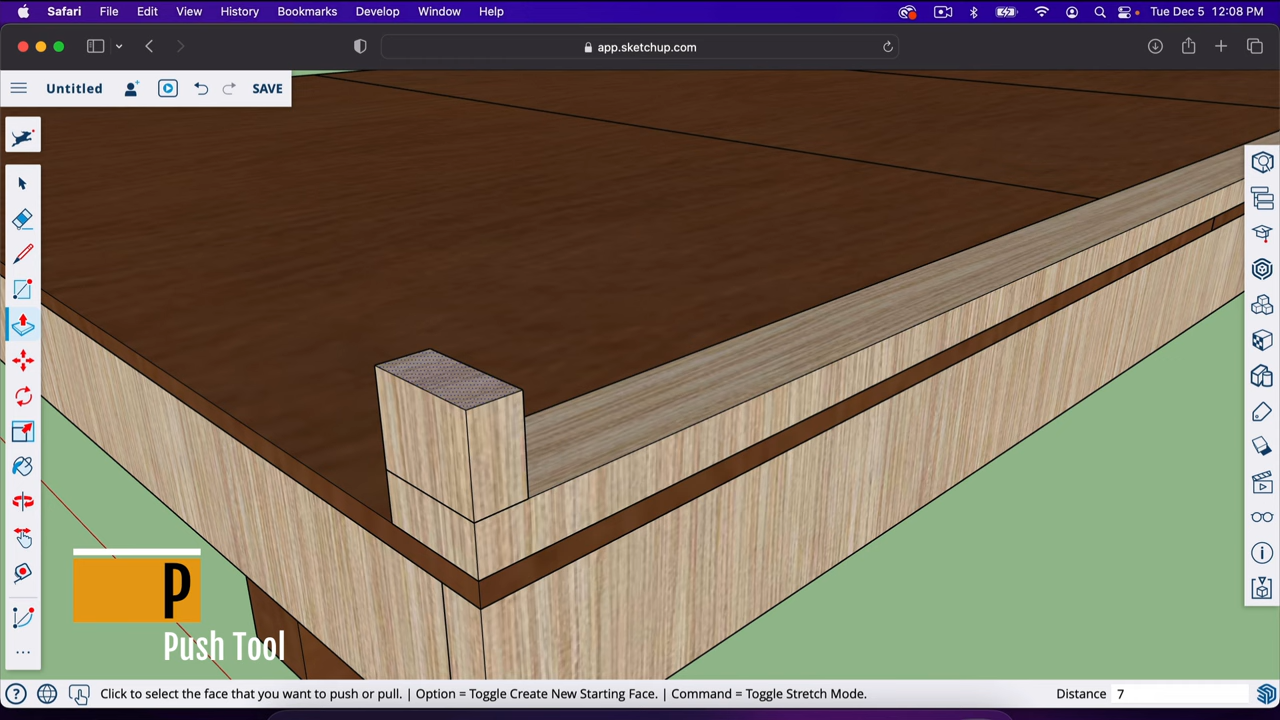 Safari File Edit View History Bookmarks Develop Window Help Tue Dec 5 12:08 PM
app.sketchup.com
Untitled SAVE
P
Push Tool
Click to select the face that you want to push or pull. | Option = Toggle Create New Starting Face. | Command = Toggle Stretch Mode. Distance 7